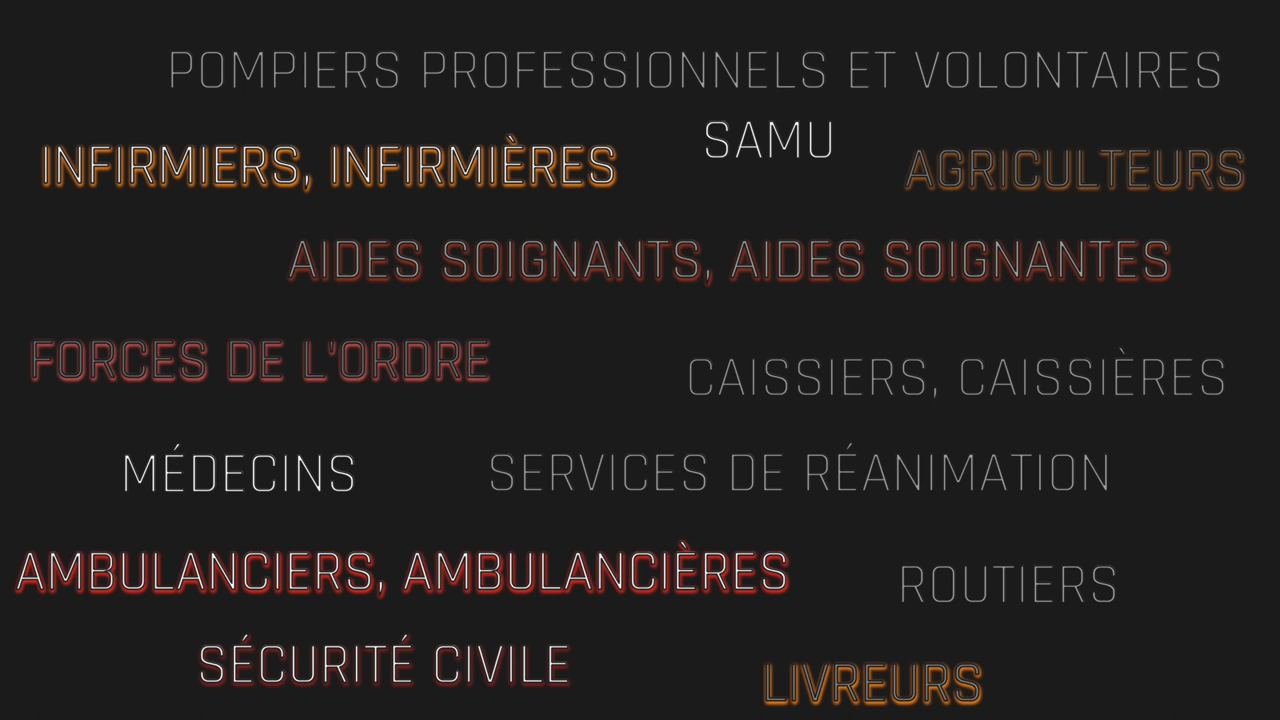 POMPIERS PROFESSIONNELS ET VOLONTAIRES
SAMU
INFIRMIERS, INFIRMIÈRES
AGRICULTEURS
AIDES SOIGNANTS, AIDES SOIGNANTES
FORCES DE L'ORDRE
CAISSIERS, CAISSIÈRES
MÉDECINS
SERVICES DE RÉANIMATION
AMBULANCIERS, AMBULANCIÈRES
ROUTIERS
SÉCURITÉ CIVILE
LIVREURS